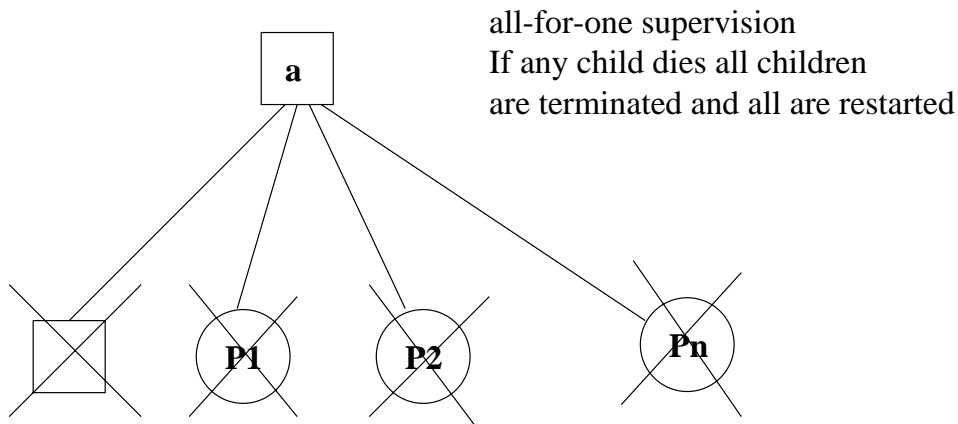 all-for-one supervision
If any child dies all children
are terminated and all are restarted
a
P1
P2
Pn